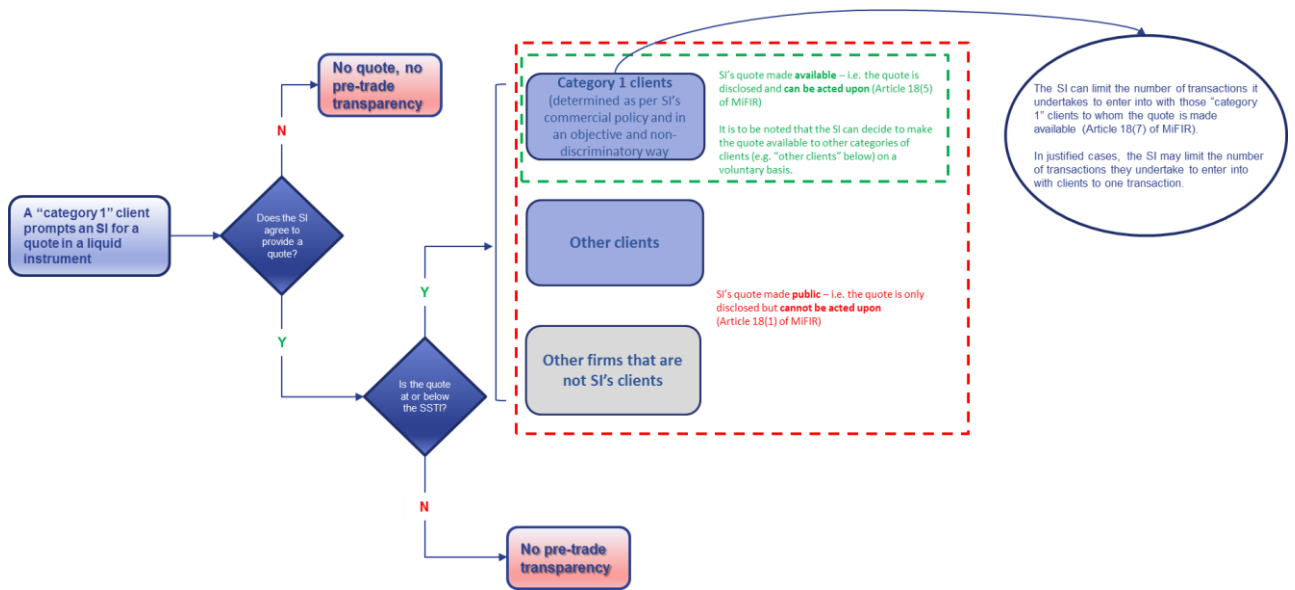 No quote, no
pre-trade
transparency
N
A “category 1” client
prompts an SI for a
quote in a liquid
instrument
Does the SI
agree to
provide a
quote?
Y
Is the quote
at or below
the SSTI?
Y
N
No pre-trade
transparency
Category 1 clients
(determined as per SI’s
commercial policy and in
an objective and non-
discriminatory way
SI’s quote made available – i.e. the quote is
disclosed and can be acted upon (Article 18(5)
of MiFIR)
It is to be noted that the SI can decide to make
the quote available to other categories of
clients (e.g. “other clients” below) on a
voluntary basis.
Other clients
Other firms that are
not SI’s clients
SI’s quote made public – i.e. the quote is only
disclosed but cannot be acted upon
(Article 18(1) of MiFIR)
The SI can limit the number of transactions it
undertakes to enter into with those “category
1” clients to whom the quote is made
available (Article 18(7) of MiFIR).
In justified cases, the SI may limit the number
of transactions they undertake to enter into
with clients to one transaction.